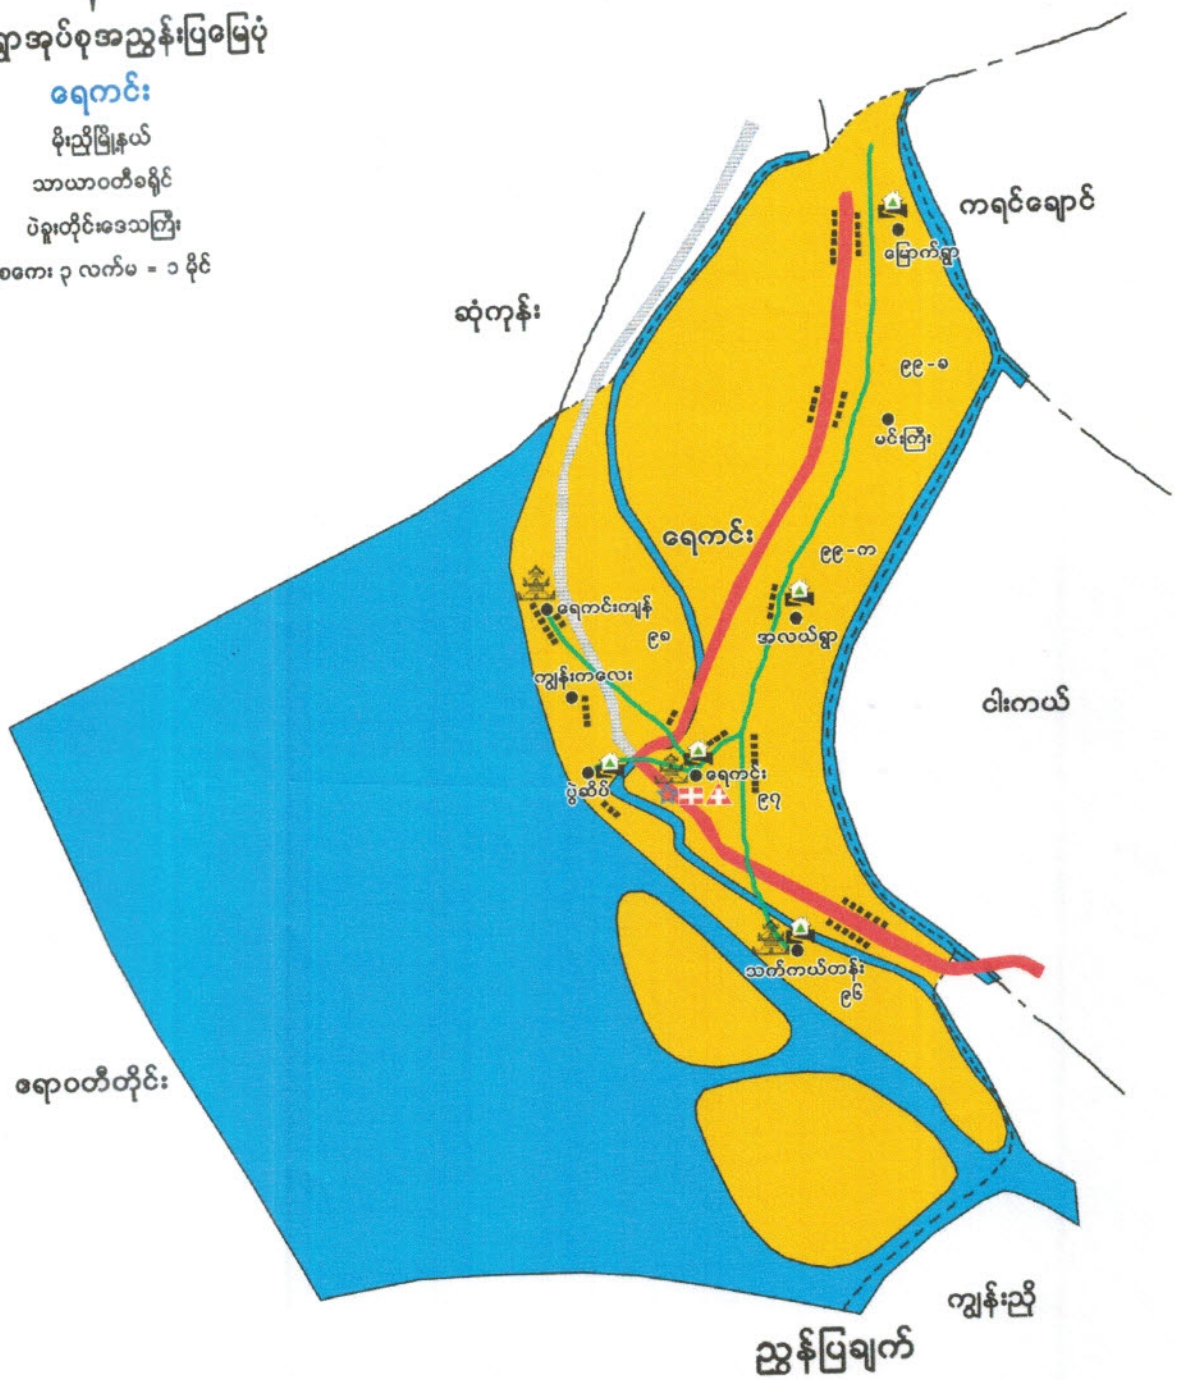 ရွာအုပ်စုအညွှန်းပြမြေပုံ
ရေကင်း
မိုးညိုမြို့နယ်
သာယာဝတီခရိုင်
ပဲခူးတိုင်းဒေသကြီး
စကေး ၃ လက်မ = ၁ မိုင်
ကရင်ချောင်
မြောက်ရွာ
ဆုံကုန်း
၉၉-ခ
မင်းကြီး
ရေကင်း
၉၉-က
ရေကင်းကျွန်
၉၈
အလယ်ရွာ
ကျွန်းကလေး
ငါးကယ်
ပွဲဆိပ်
ရေကင်း
၉၇
သက်ကယ်တန်း
၉၆
ဧရာဝတီတိုင်း
ကျွန်းညို
ညွှန်ပြချက်